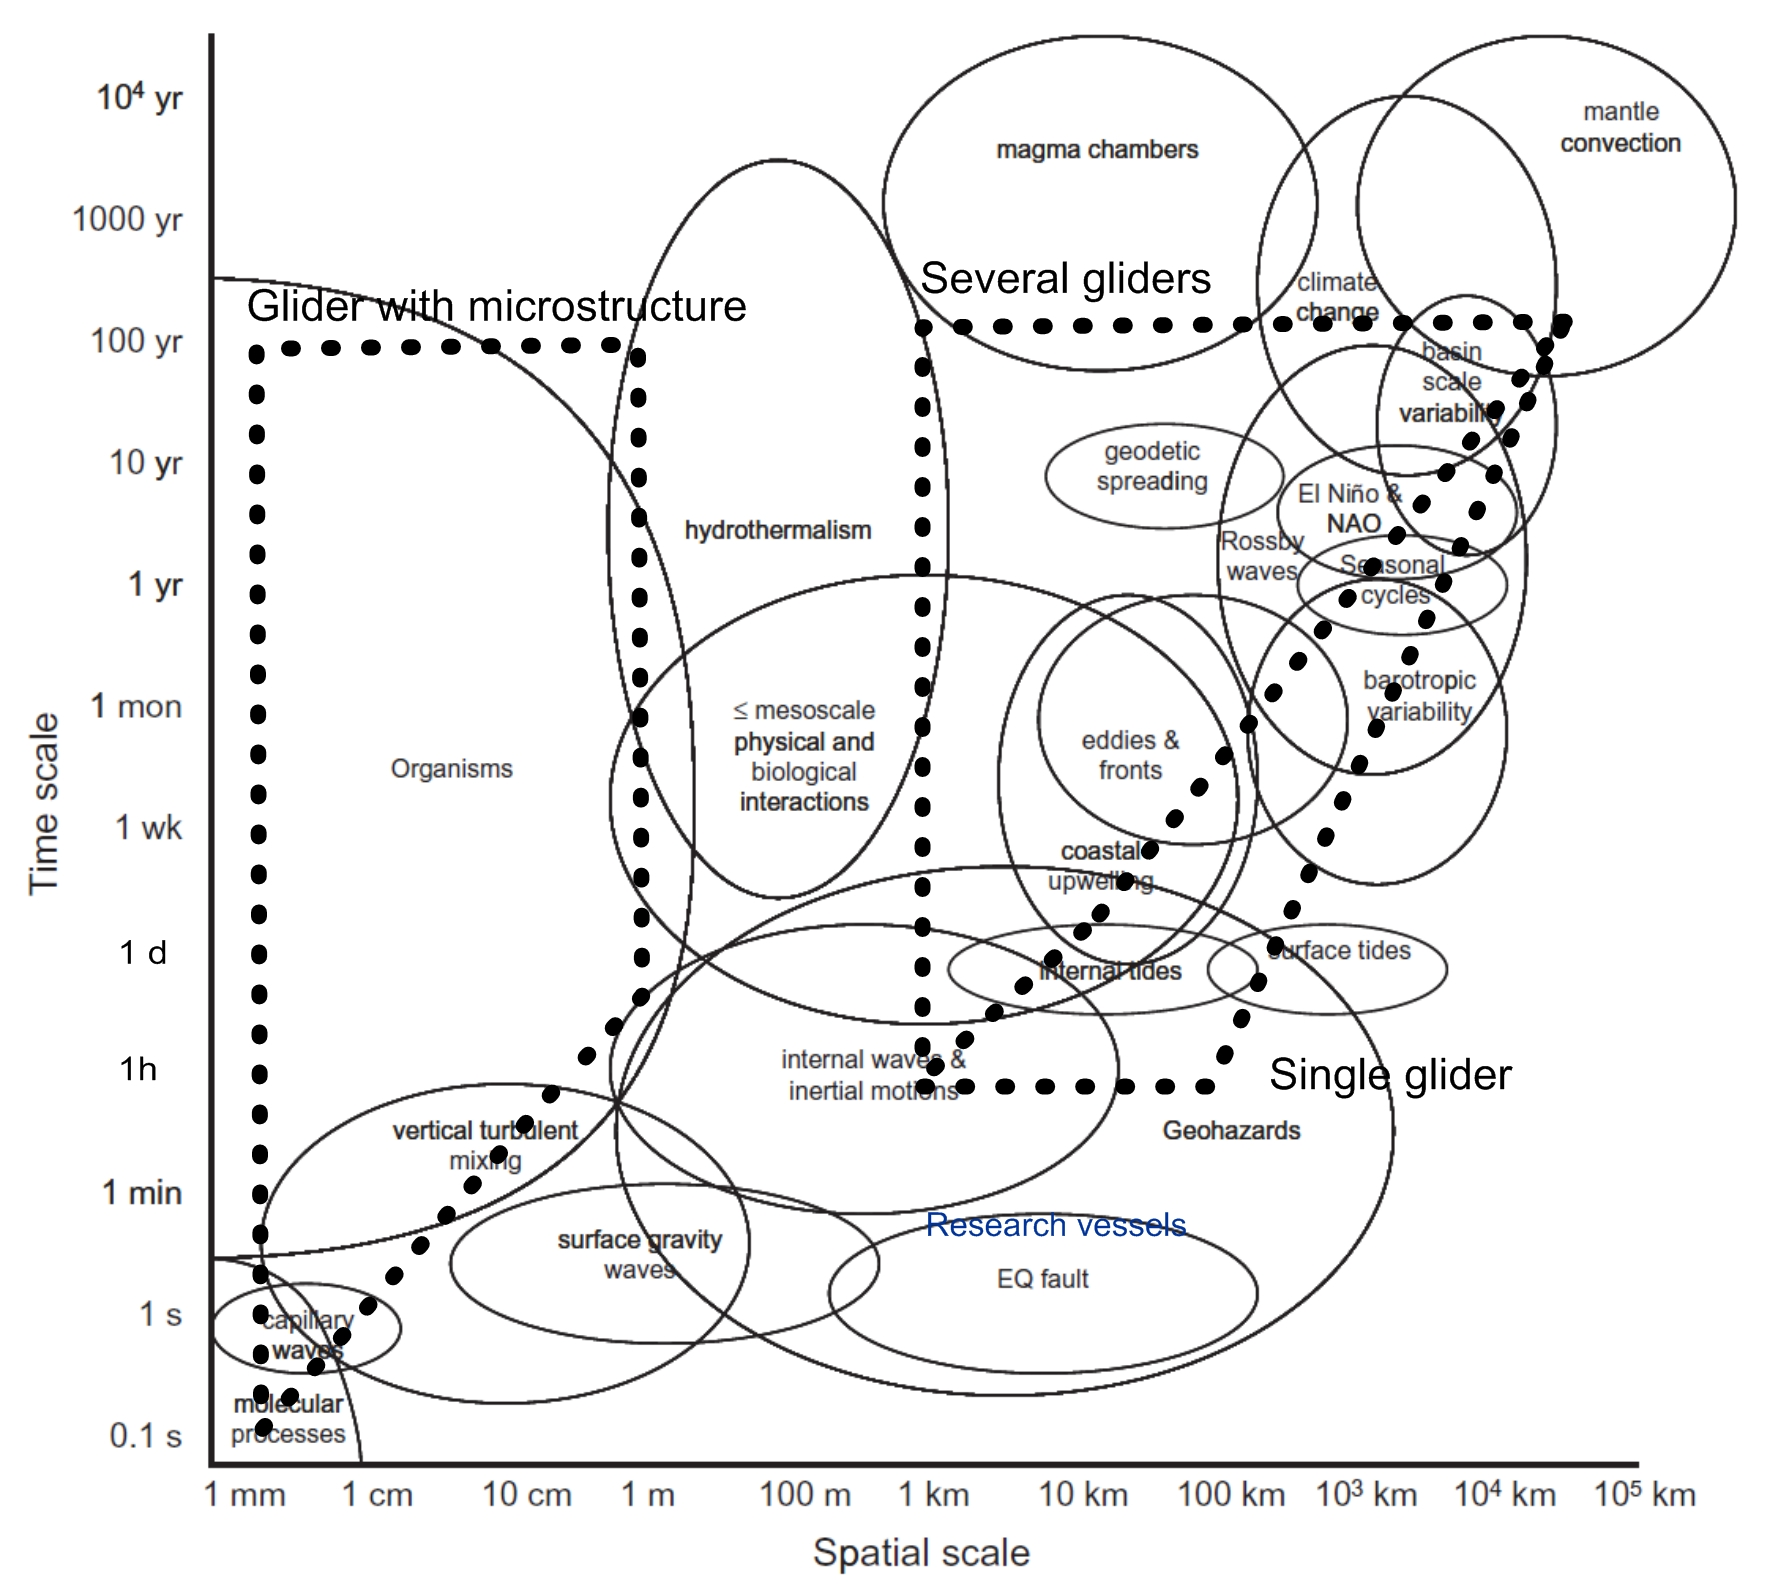 10⁴ yr
1000 yr
100 yr
10 yr
1 yr
1 mon
1 wk
1 d
1h
1 min
1 s
0.1 s
Time scale
mantle
convection
magma chambers
Several gliders
climate
change
Glider with microstructure
basin
scale
variability
geodetic
spreading
El Niño &
NAO
hydrothermalism
Rossby
waves
Seasonal
cycles
barotropic
variability
≤ mesoscale
physical and
biological
interactions
eddies &
fronts
Organisms
coastal
upwelling
surface tides
internal tides
internal waves &
inertial motions
Single glider
Geohazards
vertical turbulent
mixing
Research vessels
surface gravity
waves
EQ fault
capillary
waves
molecular
processes
1 mm 1 cm 10 cm 1 m 100 m 1 km 10 km 100 km 10³ km 10⁴ km 10⁵ km
Spatial scale